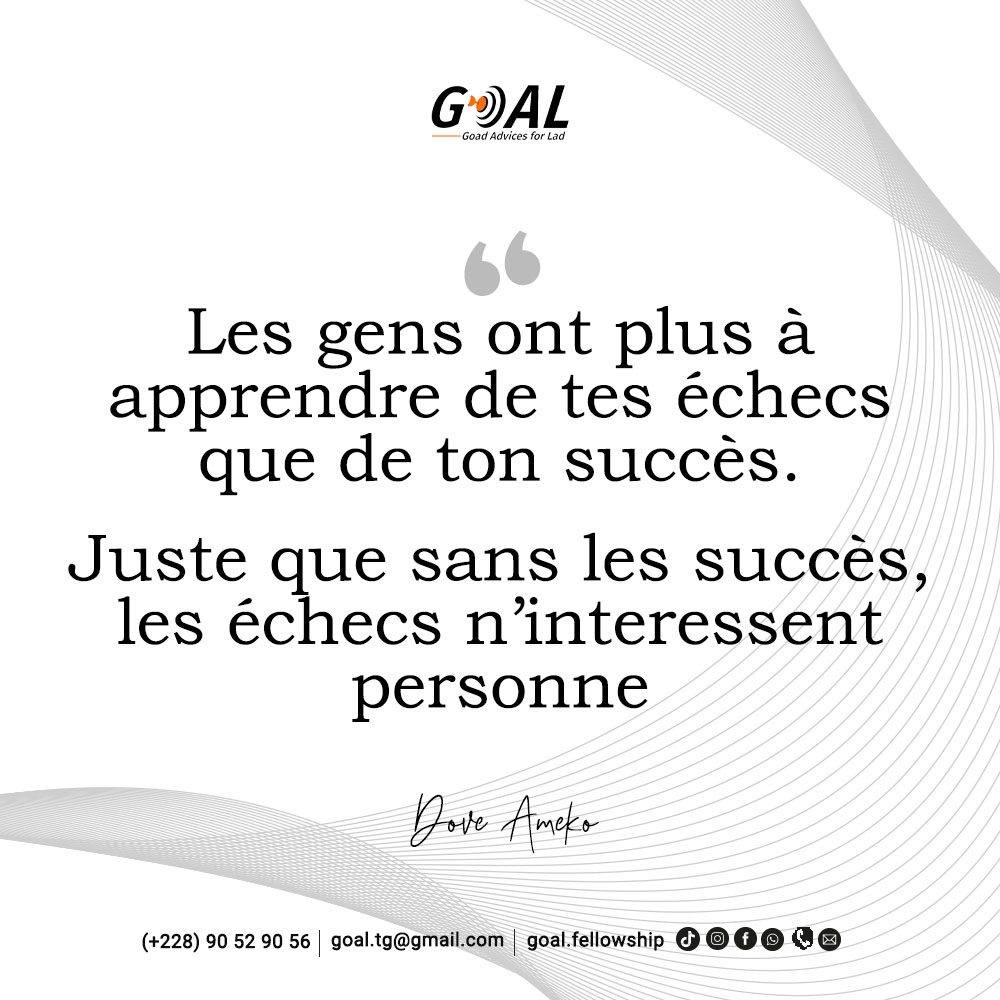 GOAL
Goad Advices for Lad
“
Les gens ont plus à
apprendre de tes échecs
que de ton succès.
Juste que sans les succès,
les échecs n’interessent
personne
Dove Ameko
(+228) 90 52 90 56 | goal.tg@gmail.com | goal.fellowship